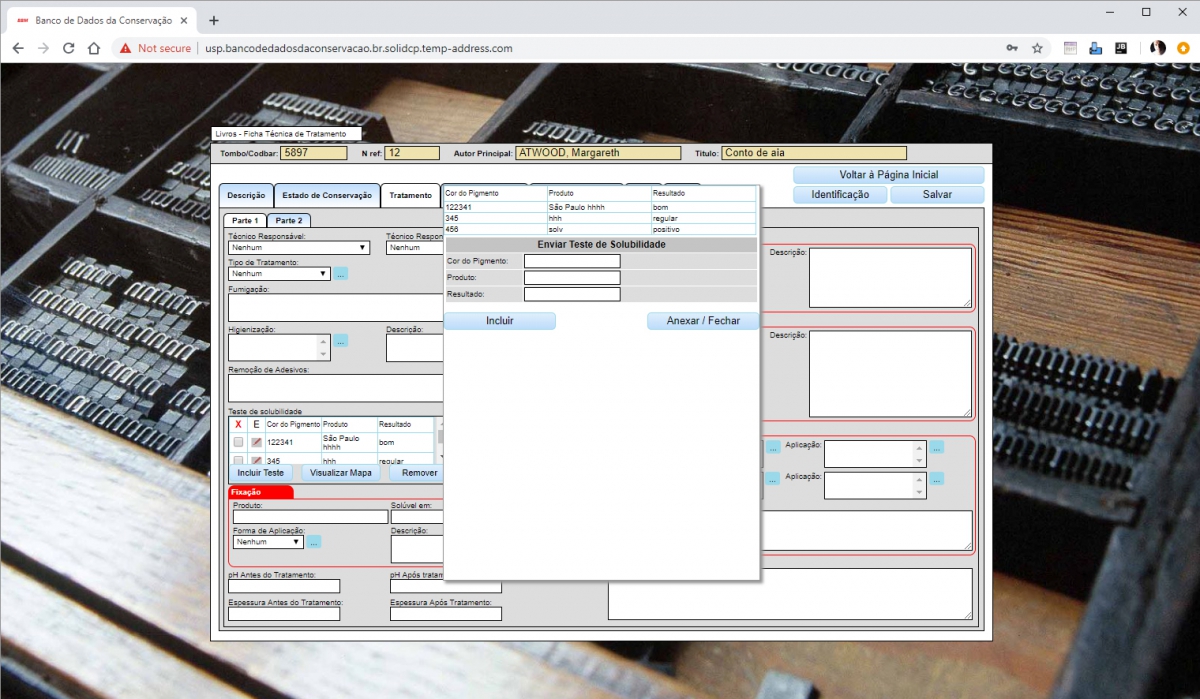 Banco de Dados da Conservação
Not secure
usp.bancodedadosdaconservacao.br.solidcp.temp-address.com
Livros - Ficha Técnica de Tratamento
Tombo/Codbar: 5897 N ref: 12 Autor Principal: ATWOOD, Margareth Titulo: Conto de aia
Voltar à Página Inicial
Identificação Salvar
Descrição Estado de Conservação Tratamento
Parte 1 Parte 2
Técnico Responsável: Técnico Respon
Nenhum Nenhum
Tipo de Tratamento:
Nenhum ...
Fumigação:
Higienização: Descrição:
...
Remoção de Adesivos:
Teste de solubilidade
X E Cor do Pigmento Produto Resultado
122341 São Paulo hhhh bom
345 hhh regular
Incluir Teste Visualizar Mapa Remover
Fixação
Produto: Solúvel em:
Forma de Aplicação: Descrição:
Nenhum ...
pH Antes do Tratamento: pH Após tratam
Espessura Antes do Tratamento: Espessura Após Tratamento:
Cor do Pigmento Produto Resultado
122341 São Paulo hhhh bom
345 hhh regular
456 solv positivo
Enviar Teste de Solubilidade
Cor do Pigmento:
Produto:
Resultado:
Incluir Anexar / Fechar
Descrição:
Descrição:
... Aplicação: ...
... Aplicação: ...